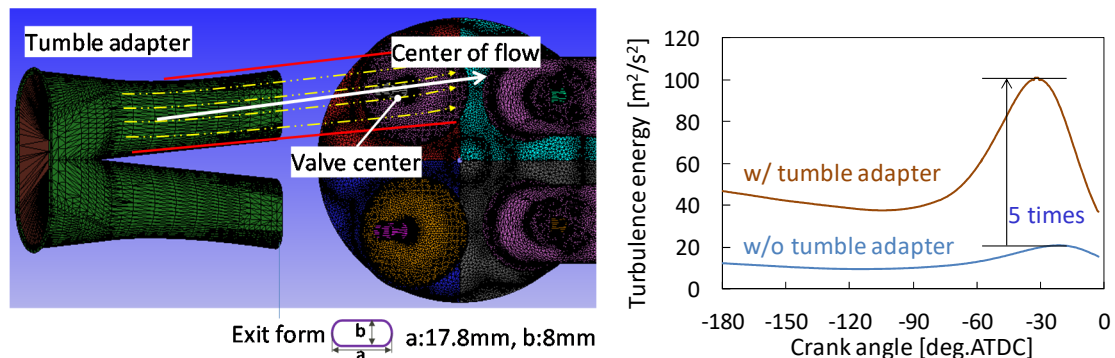 Tumble adapter
Center of flow
Valve center
Exit form
b
a
a:17.8mm, b:8mm
Turbulence energy [m²/s2]
120
100
80
60
40
20
0
w/ tumble adapter
5 times
w/o tumble adapter
-180 -150 -120 -90 -60 -30 0
Crank angle [deg.ATDC]